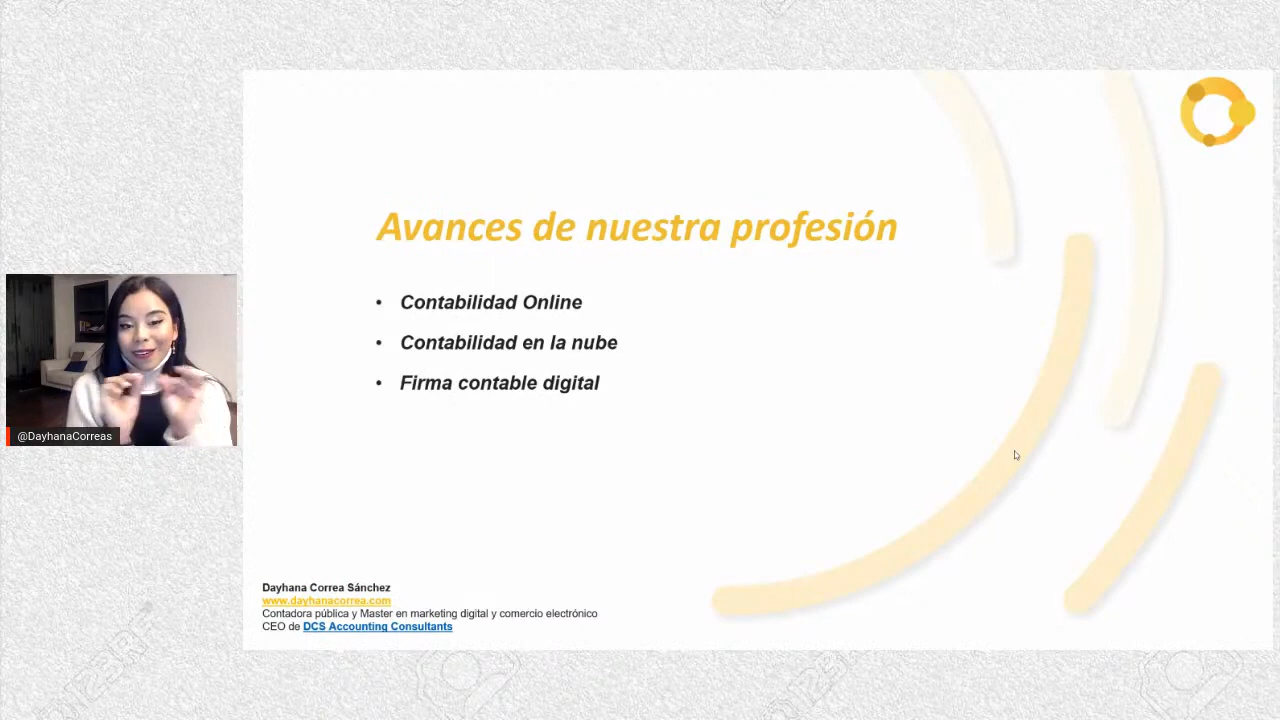 Avances de nuestra profesión
• Contabilidad Online
• Contabilidad en la nube
• Firma contable digital
@DayhanaCorreas
Dayhana Correa Sánchez
www.dayhanacorrea.com
Contadora pública y Master en marketing digital y comercio electrónico
CEO de DCS Accounting Consultants